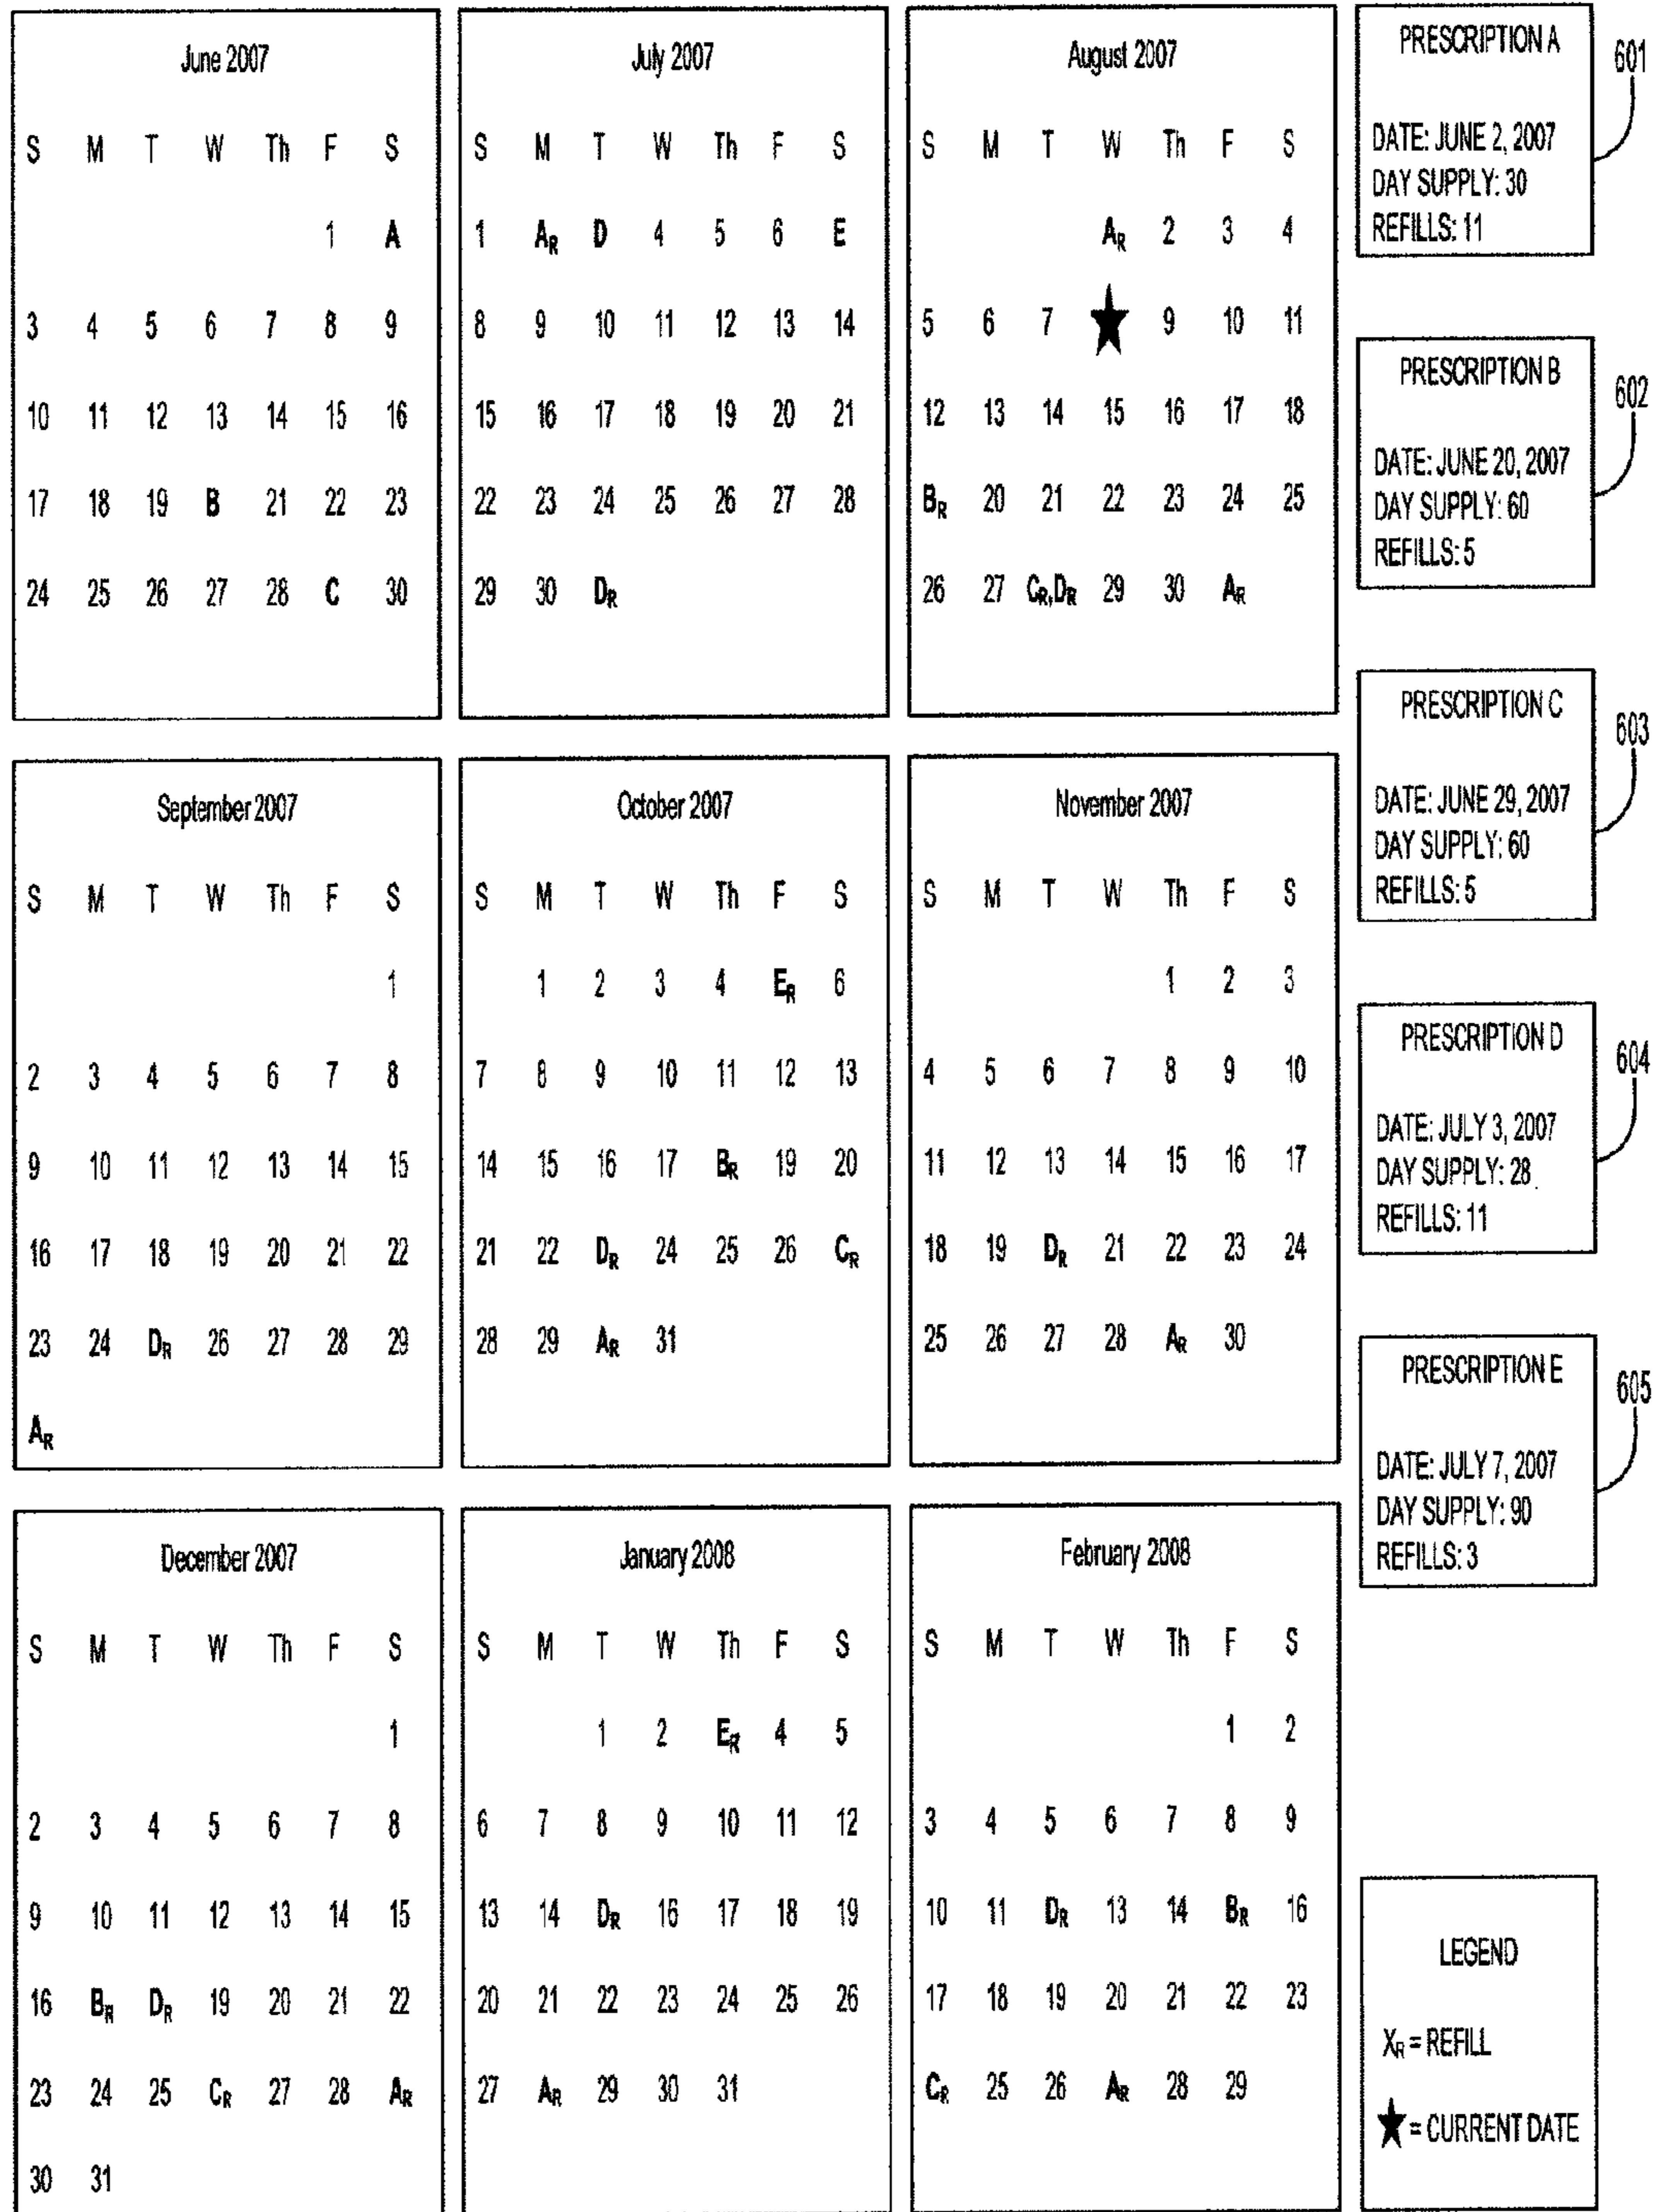 June 2007
S M T W Th F S
1 A
3 4 5 6 7 8 9
10 11 12 13 14 15 16
17 18 19 B 21 22 23
24 25 26 27 28 C 30
July 2007
S M T W Th F S
1 AR D 4 5 6 E
8 9 10 11 12 13 14
15 16 17 18 19 20 21
22 23 24 25 26 27 28
29 30 DR
August 2007
S M T W Th F S
AR 2 3 4
5 6 7 ★ 9 10 11
12 13 14 15 16 17 18
BR 20 21 22 23 24 25
26 27 CR,DR 29 30 AR
PRESCRIPTION A
DATE: JUNE 2, 2007
DAY SUPPLY: 30
REFILLS: 11
601
PRESCRIPTION B
DATE: JUNE 20, 2007
DAY SUPPLY: 60
REFILLS: 5
602
PRESCRIPTION C
DATE: JUNE 29, 2007
DAY SUPPLY: 60
REFILLS: 5
603
September 2007
S M T W Th F S
1
2 3 4 5 6 7 8
9 10 11 12 13 14 15
16 17 18 19 20 21 22
23 24 DR 26 27 28 29
AR
October 2007
S M T W Th F S
1 2 3 4 ER 6
7 8 9 10 11 12 13
14 15 16 17 BR 19 20
21 22 DR 24 25 26 CR
28 29 AR 31
November 2007
S M T W Th F S
1 2 3
4 5 6 7 8 9 10
11 12 13 14 15 16 17
18 19 DR 21 22 23 24
25 26 27 28 AR 30
PRESCRIPTION D
DATE: JULY 3, 2007
DAY SUPPLY: 28
REFILLS: 11
604
PRESCRIPTION E
DATE: JULY 7, 2007
DAY SUPPLY: 90
REFILLS: 3
605
December 2007
S M T W Th F S
1
2 3 4 5 6 7 8
9 10 11 12 13 14 15
16 BR DR 19 20 21 22
23 24 25 CR 27 28 AR
30 31
January 2008
S M T W Th F S
1 2 ER 4 5
6 7 8 9 10 11 12
13 14 DR 16 17 18 19
20 21 22 23 24 25 26
27 AR 29 30 31
February 2008
S M T W Th F S
1 2
3 4 5 6 7 8 9
10 11 DR 13 14 BR 16
17 18 19 20 21 22 23
CR 25 26 AR 28 29
LEGEND
XR = REFILL
★ = CURRENT DATE